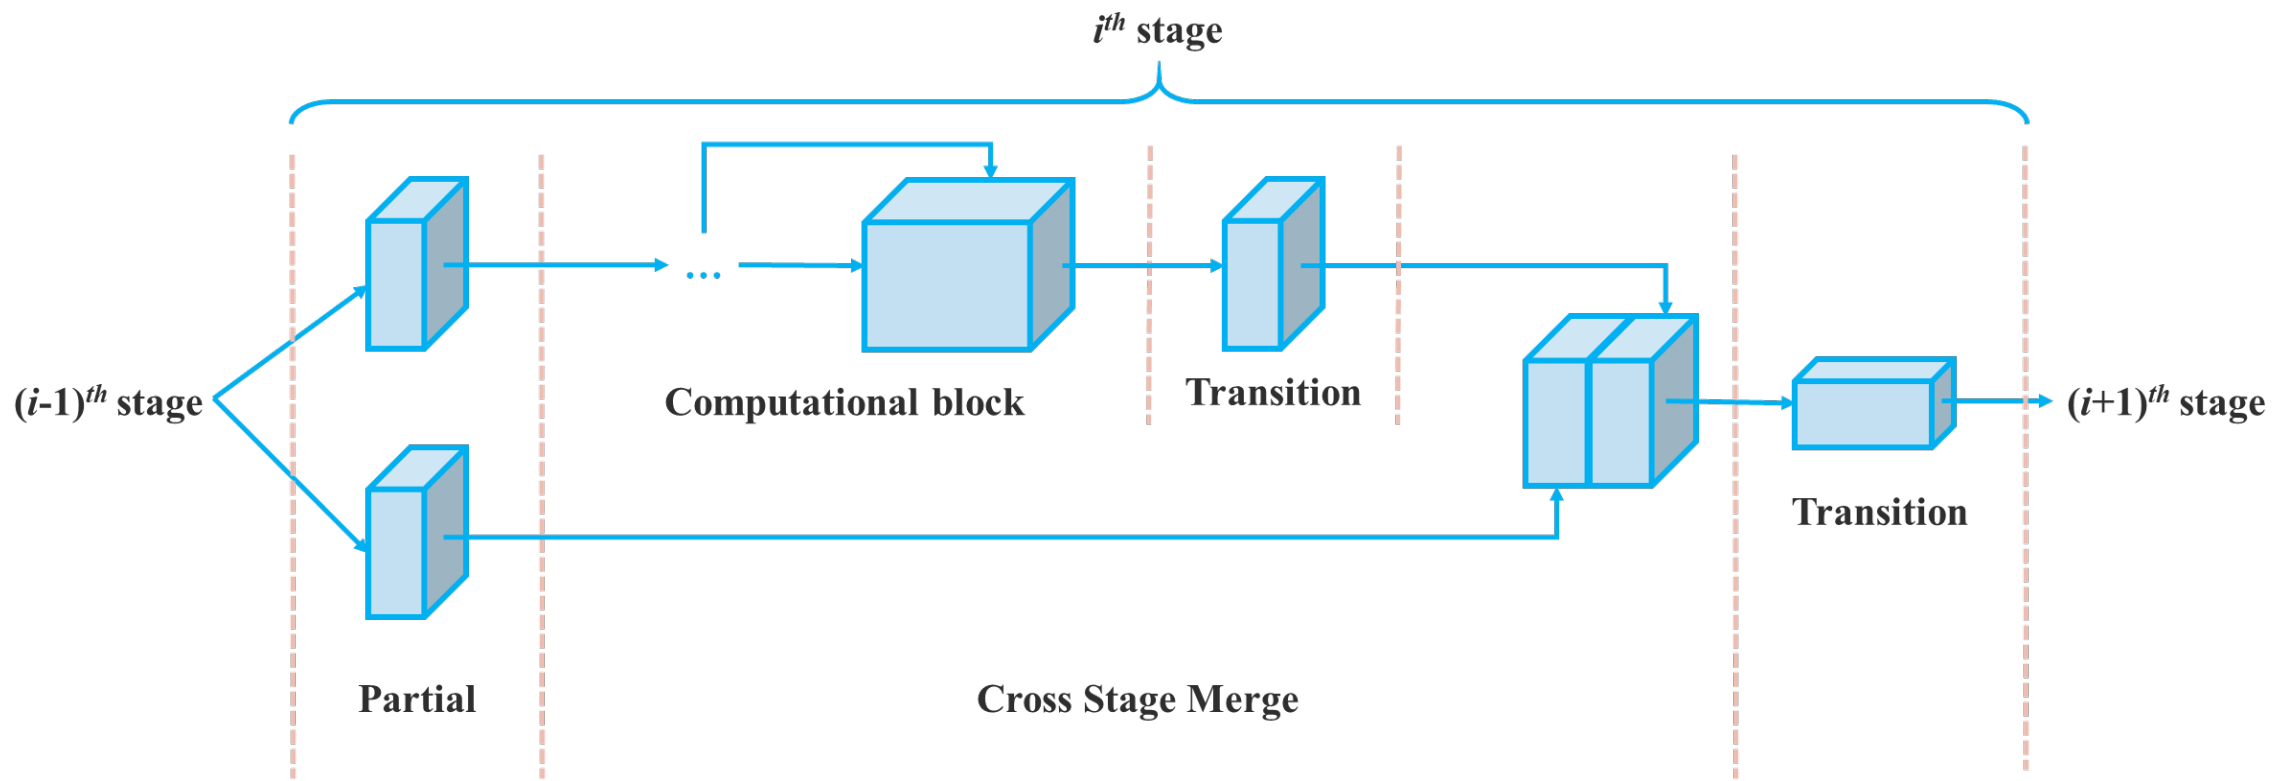 iᵗʰ stage
...
(i-1)ᵗʰ stage
Computational block
Transition
(i+1)ᵗʰ stage
Transition
Partial
Cross Stage Merge